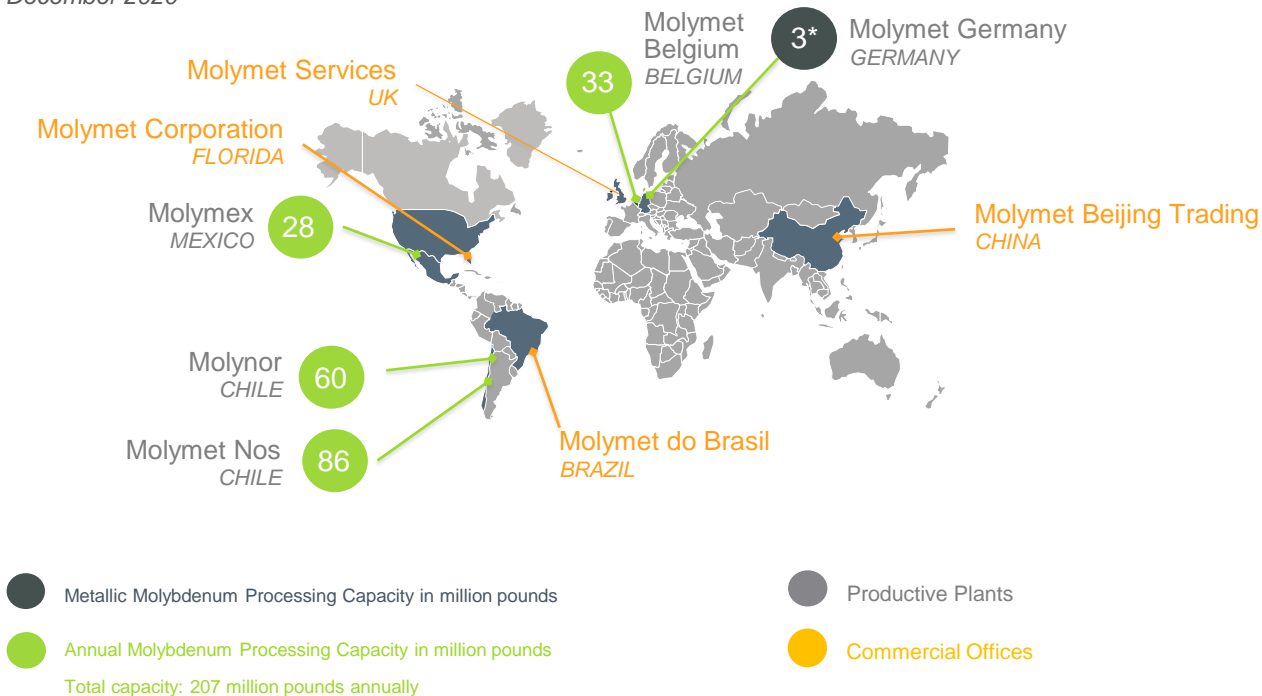 December 2020
Molymet
Belgium
BELGIUM
33
3*
Molymet Germany
GERMANY
Molymet Services
UK
Molymet Corporation
FLORIDA
Molymex
MEXICO
28
Molymet Beijing Trading
CHINA
Molynor
CHILE
60
Molymet Nos
CHILE
86
Molymet do Brasil
BRAZIL
Metallic Molybdenum Processing Capacity in million pounds
Productive Plants
Annual Molybdenum Processing Capacity in million pounds
Commercial Offices
Total capacity: 207 million pounds annually